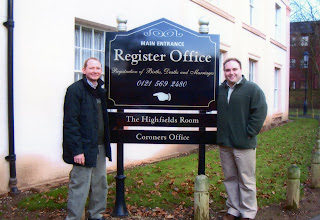 MAIN ENTRANCE
Register Office
Registration of Births, Deaths and Marriages
0121 569 2480
The Highfields Room
Coroners Office